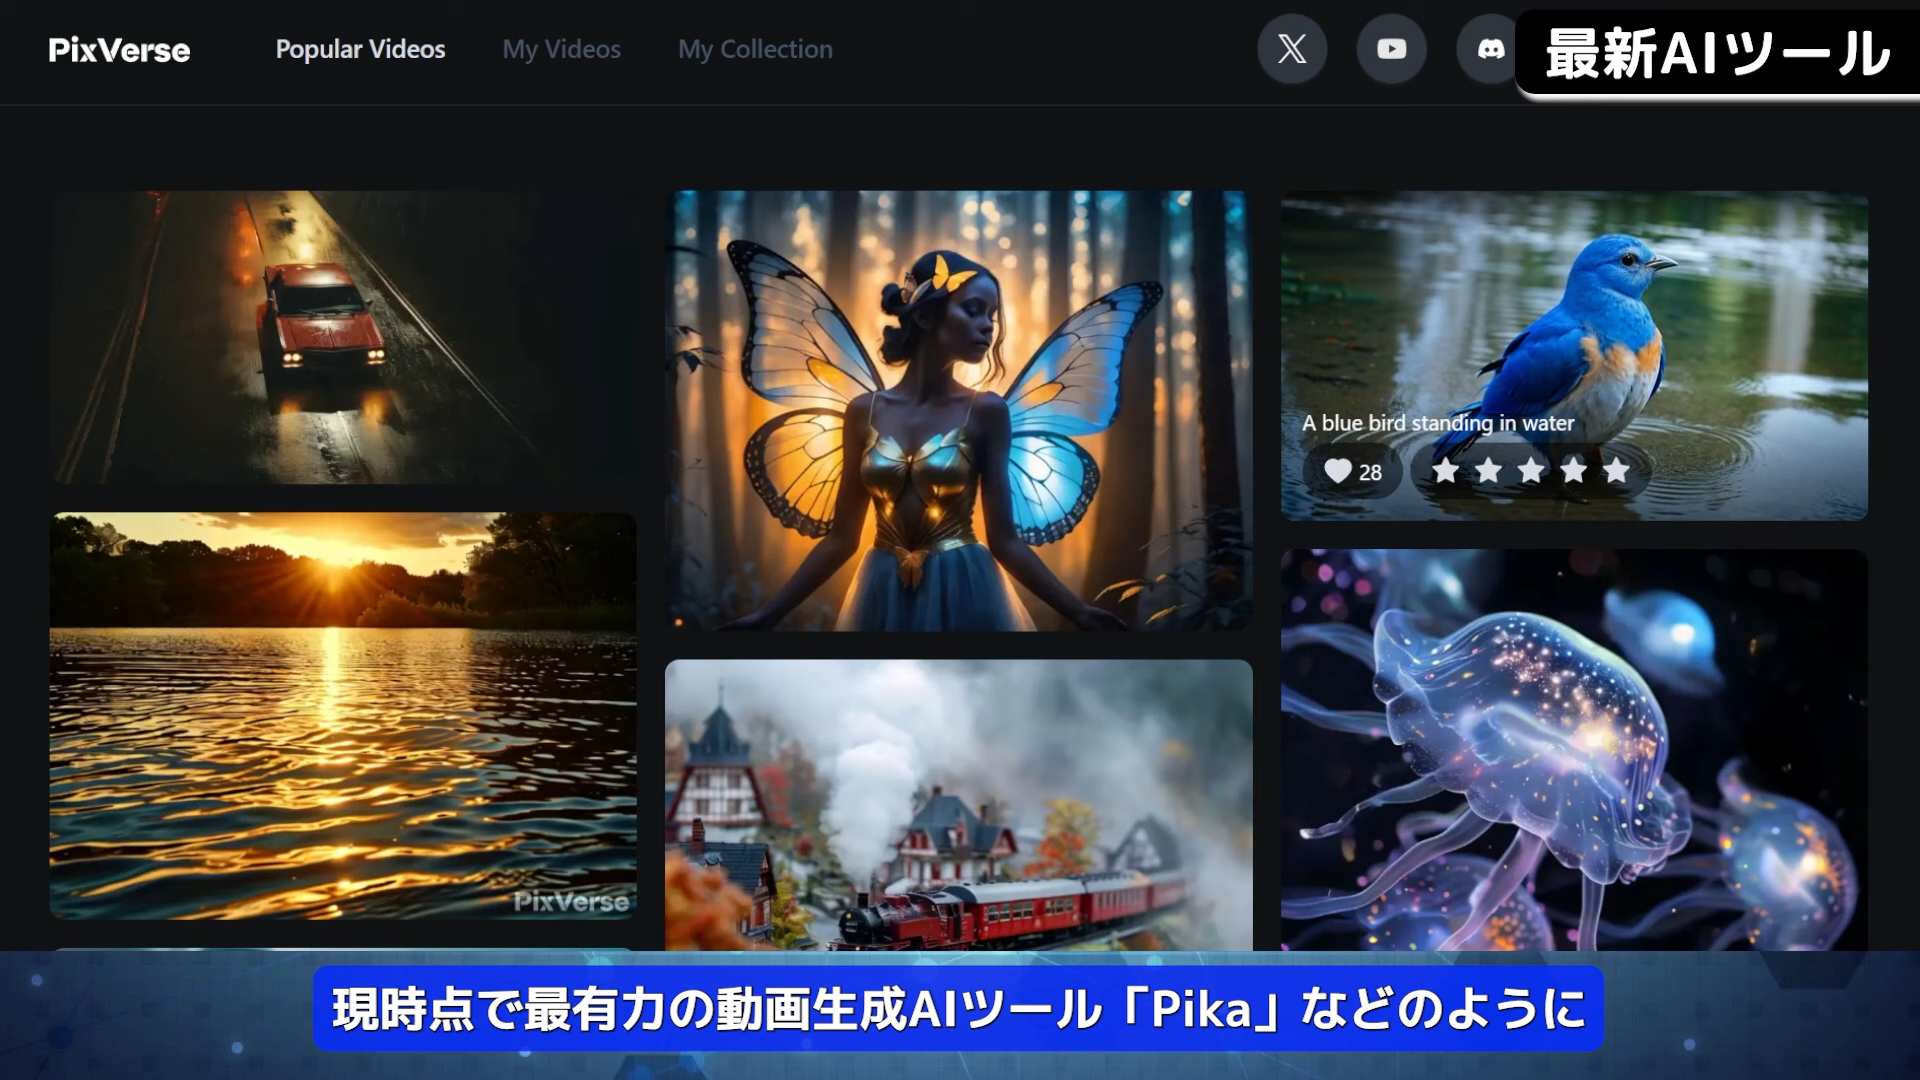 PixVerse
Popular Videos
My Videos
My Collection
最新AIツール
A blue bird standing in water
28
PixVerse
現時点で最有力の動画生成AIツール「Pika」などのように